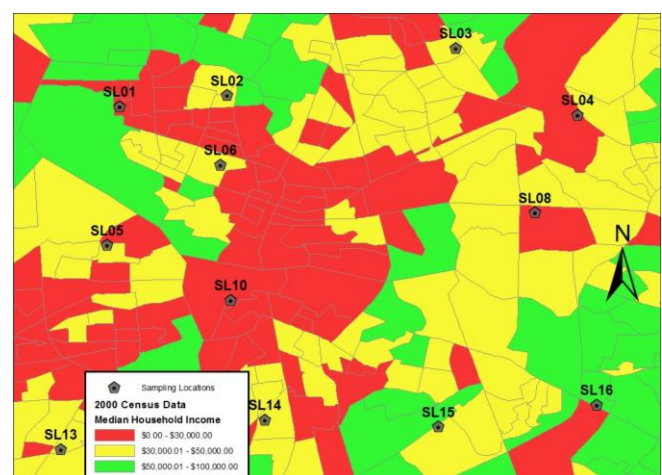 SL03
SL02
SL01
SL04
SL06
SL08
SL05
N
SL10
SL16
SL14
SL15
SL13
Sampling Locations
2000 Census Data
Median Household Income
$0.00 - $30,000.00
$30,000.01 - $50,000.00
$50,000.01 - $100,000.00